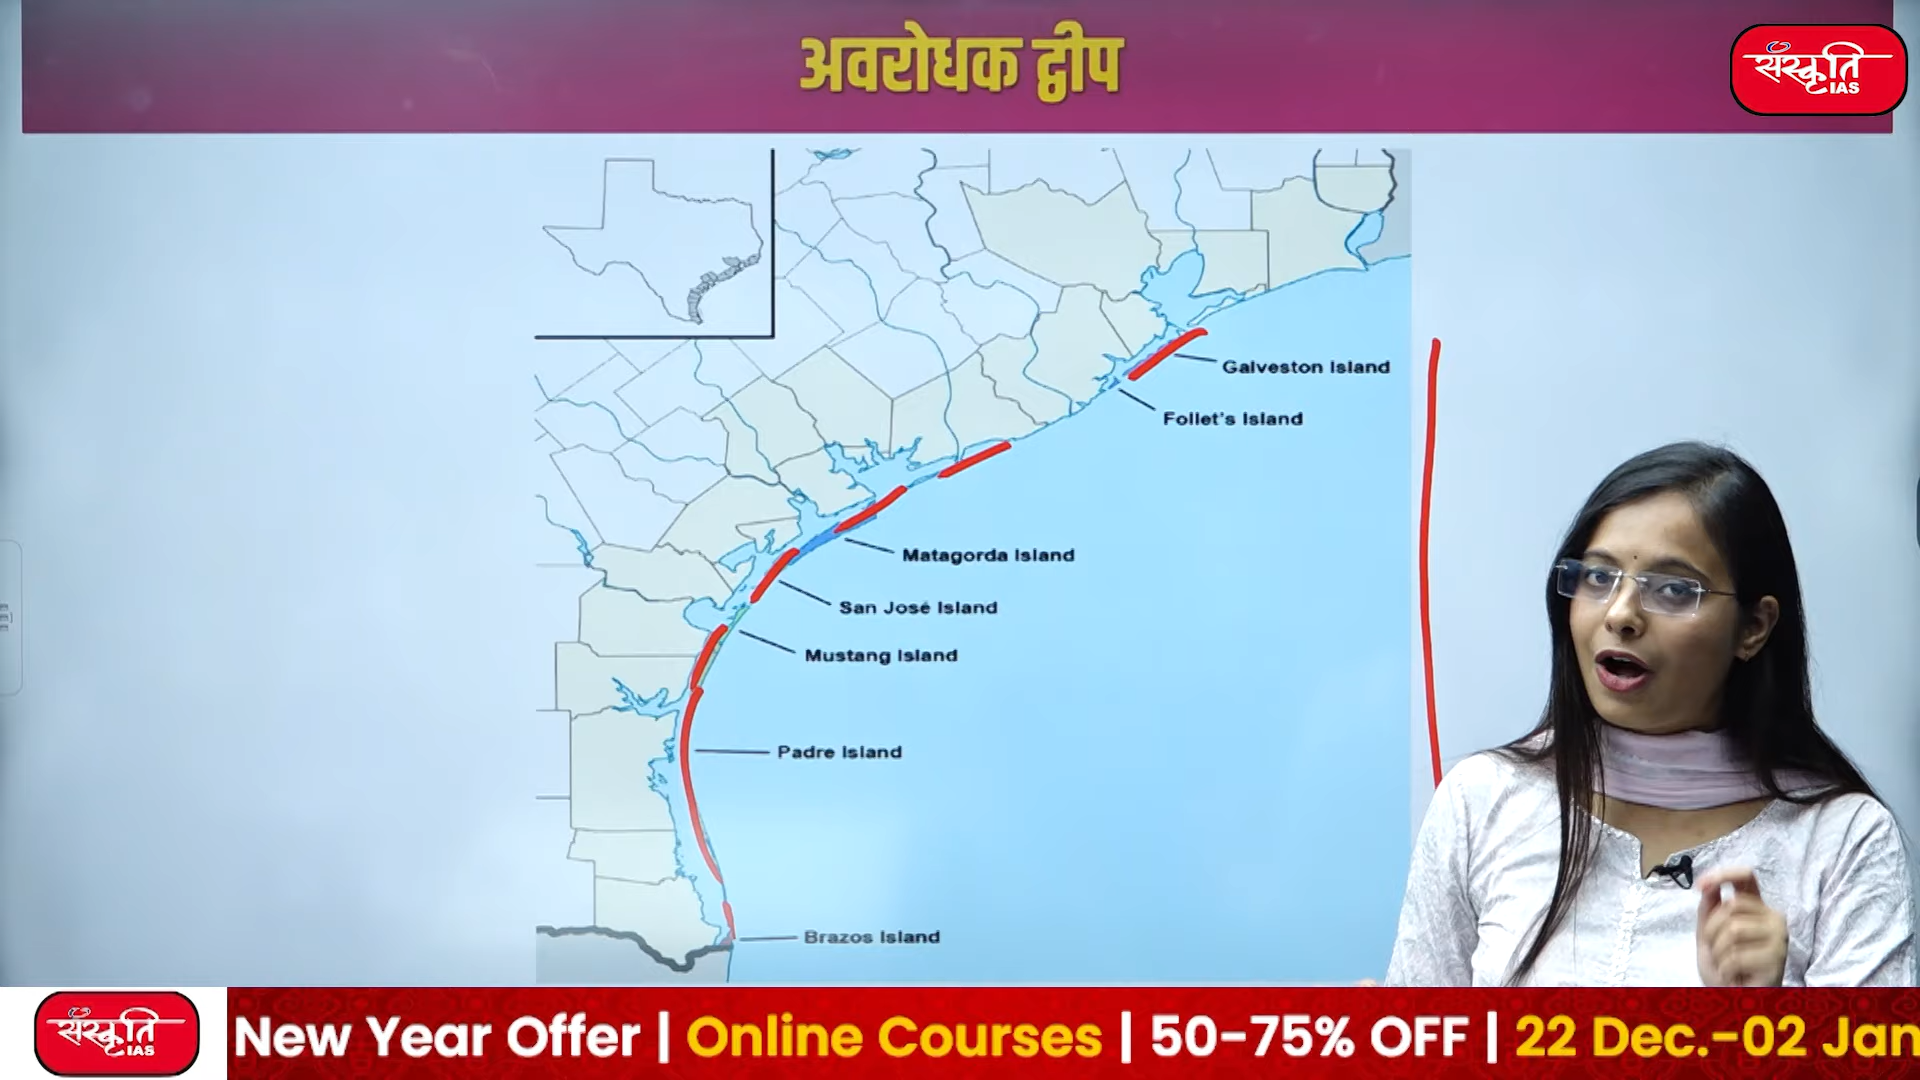 अवरोधक द्वीप
संस्कृति
IAS
Galveston Island
Follet's Island
Matagorda Island
San José Island
Mustang Island
Padre Island
Brazos Island
संस्कृति
IAS
New Year Offer | Online Courses | 50-75% OFF | 22 Dec.-02 Jan